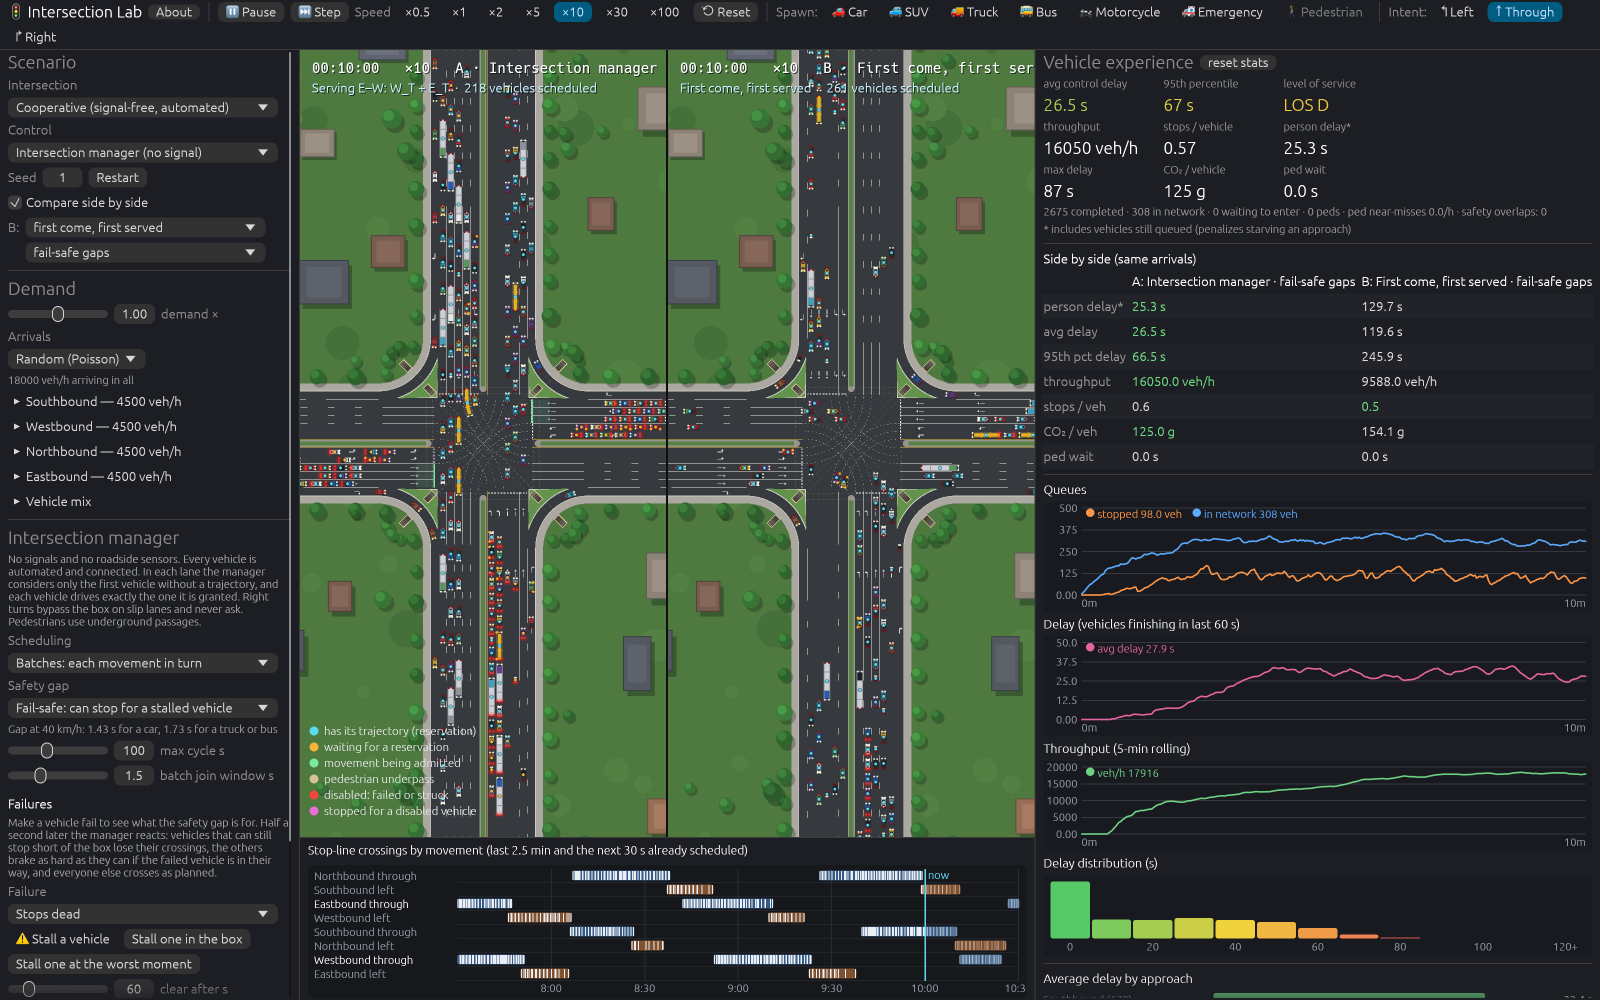 Intersection Lab About Pause Step Speed ×0.5 ×1 ×2 ×5 ×10 ×30 ×100 Reset Spawn: Car SUV Truck Bus Motorcycle Emergency Pedestrian Intent: Left Through
Right
Scenario
Intersection
Cooperative (signal-free, automated)
Control
Intersection manager (no signal)
Seed 1 Restart
Compare side by side
B: first come, first served
fail-safe gaps
Demand
1.00 demand ×
Arrivals
Random (Poisson)
18000 veh/h arriving in all
Southbound — 4500 veh/h
Westbound — 4500 veh/h
Northbound — 4500 veh/h
Eastbound — 4500 veh/h
Vehicle mix
Intersection manager
No signals and no roadside sensors. Every vehicle is
automated and connected. In each lane the manager
considers only the first vehicle without a trajectory, and
each vehicle drives exactly the one it is granted. Right
turns bypass the box on slip lanes and never ask.
Pedestrians use underground passages.
Scheduling
Batches: each movement in turn
Safety gap
Fail-safe: can stop for a stalled vehicle
Gap at 40 km/h: 1.43 s for a car, 1.73 s for a truck or bus
100 max cycle s
1.5 batch join window s
Failures
Make a vehicle fail to see what the safety gap is for. Half a
second later the manager reacts: vehicles that can still
stop short of the box lose their crossings, the others
brake as hard as they can if the failed vehicle is in their
way, and everyone else crosses as planned.
Failure
Stops dead
Stall a vehicle Stall one in the box
Stall one at the worst moment
60 clear after s
00:10:00 ×10 A · Intersection manager
Serving E–W: W_T + E_T · 218 vehicles scheduled
00:10:00 ×10 B · First come, first ser
First come, first served · 261 vehicles scheduled
has its trajectory (reservation)
waiting for a reservation
movement being admitted
pedestrian underpass
disabled: failed or struck
stopped for a disabled vehicle
Stop-line crossings by movement (last 2.5 min and the next 30 s already scheduled)
now
Northbound through
Southbound left
Eastbound through
Westbound left
Southbound through
Northbound left
Westbound through
Eastbound left
8:00 8:30 9:00 9:30 10:00 10:3
Vehicle experience reset stats
avg control delay 95th percentile level of service
26.5 s 67 s LOS D
throughput stops / vehicle person delay*
16050 veh/h 0.57 25.3 s
max delay CO₂ / vehicle ped wait
87 s 125 g 0.0 s
2675 completed · 308 in network · 0 waiting to enter · 0 peds · ped near-misses 0.0/h · safety overlaps: 0
* includes vehicles still queued (penalizes starving an approach)
Side by side (same arrivals)
A: Intersection manager · fail-safe gaps B: First come, first served · fail-safe gaps
person delay* 25.3 s 129.7 s
avg delay 26.5 s 119.6 s
95th pct delay 66.5 s 245.9 s
throughput 16050.0 veh/h 9588.0 veh/h
stops / veh 0.6 0.5
CO₂ / veh 125.0 g 154.1 g
ped wait 0.0 s 0.0 s
Queues
500
375
250
125
0.00
stopped 98.0 veh in network 308 veh
0m 10m
Delay (vehicles finishing in last 60 s)
50.0
37.5
25.0
12.5
0.00
avg delay 27.9 s
0m 10m
Throughput (5-min rolling)
20000
15000
10000
5000
0.00
veh/h 17916
0m 10m
Delay distribution (s)
0 20 40 60 80 100 120+
Average delay by approach